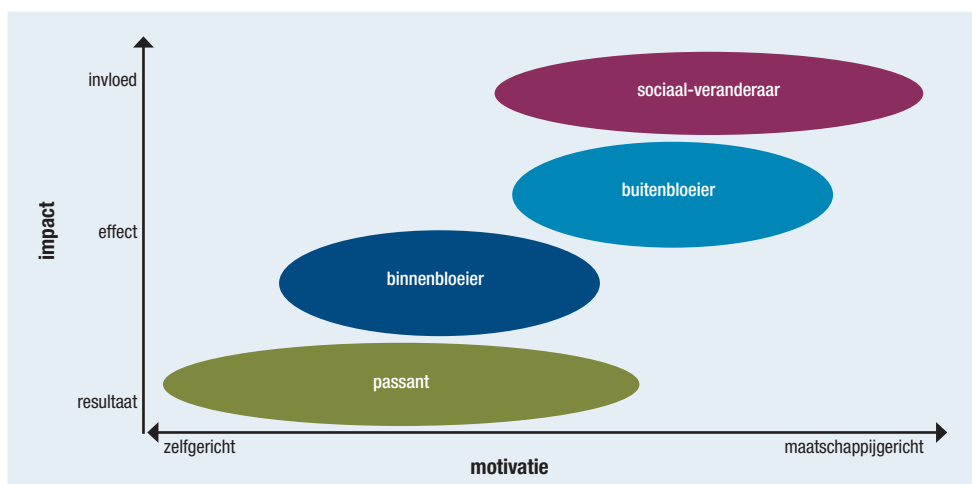 invloed
sociaal-veranderaar
buitenbloeier
impact
effect
binnenbloeier
passant
resultaat
zelfgericht
maatschappijgericht
motivatie